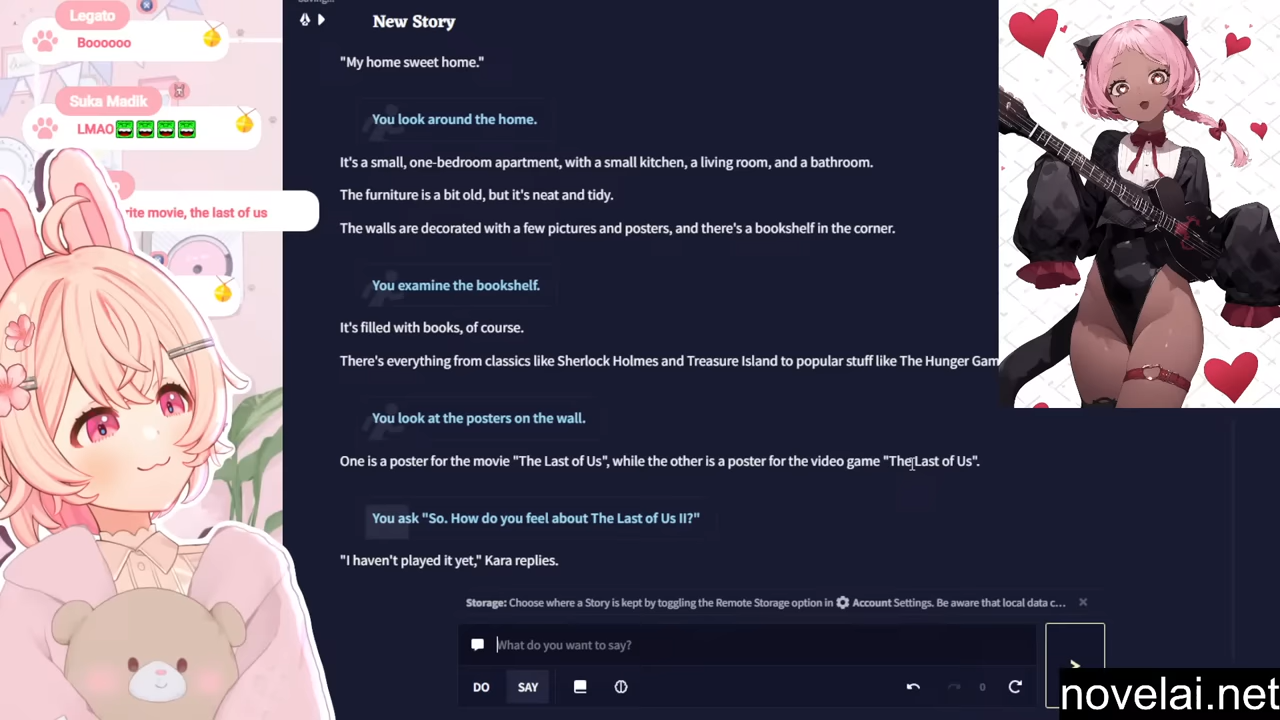 New Story
Legato
Boooooo
Suka Madik
LMAO
rite movie, the last of us
"My home sweet home."
You look around the home.
It's a small, one-bedroom apartment, with a small kitchen, a living room, and a bathroom.
The furniture is a bit old, but it's neat and tidy.
The walls are decorated with a few pictures and posters, and there's a bookshelf in the corner.
You examine the bookshelf.
It's filled with books, of course.
There's everything from classics like Sherlock Holmes and Treasure Island to popular stuff like The Hunger Gam
You look at the posters on the wall.
One is a poster for the movie "The Last of Us", while the other is a poster for the video game "The Last of Us".
You ask "So. How do you feel about The Last of Us II?"
"I haven't played it yet," Kara replies.
Storage: Choose where a Story is kept by toggling the Remote Storage option in Account Settings. Be aware that local data c...
What do you want to say?
DO SAY 0
novelai.net